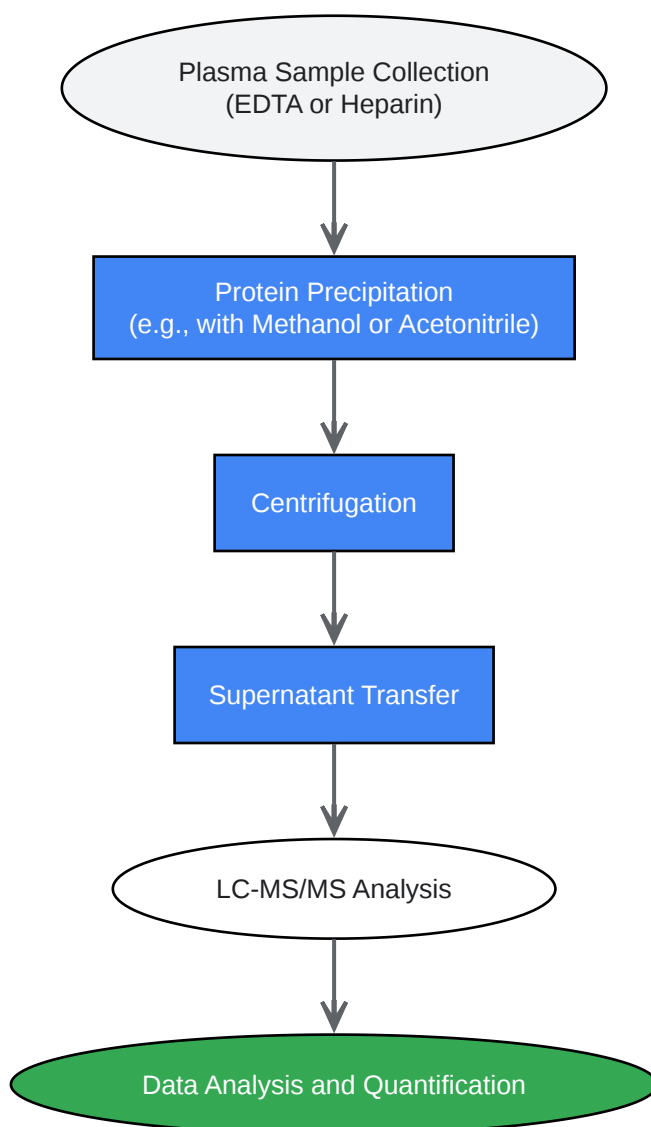 Plasma Sample Collection
(EDTA or Heparin)
Protein Precipitation
(e.g., with Methanol or Acetonitrile)
Centrifugation
Supernatant Transfer
LC-MS/MS Analysis
Data Analysis and Quantification